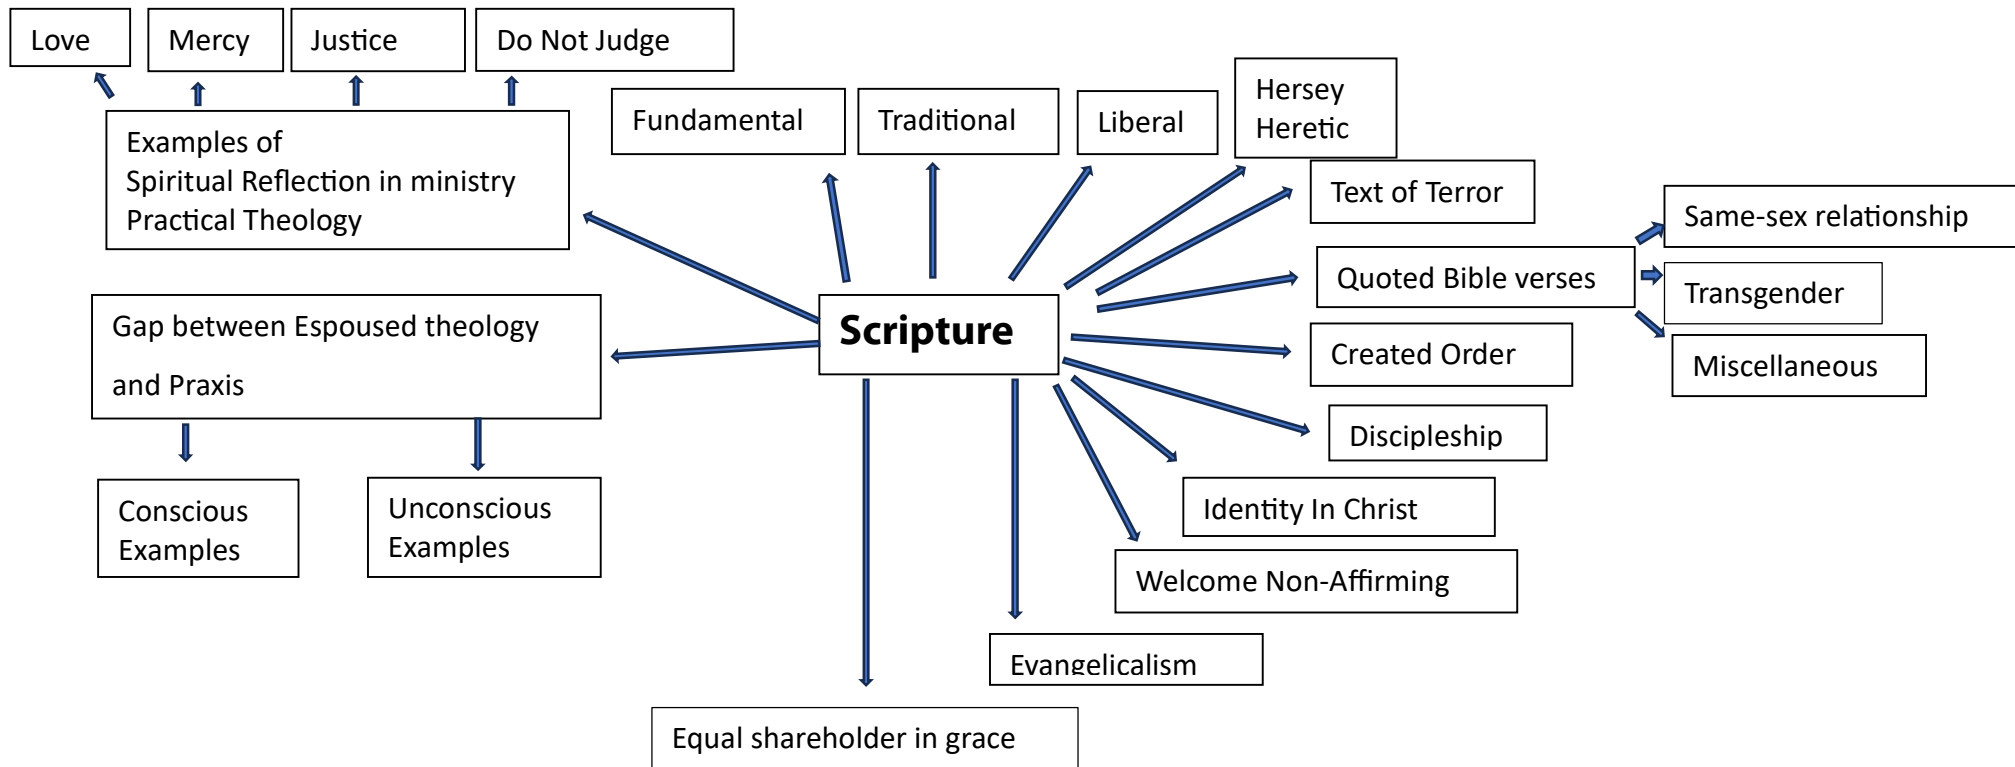 Love
Mercy
Justice
Do Not Judge
Examples of
Spiritual Reflection in ministry
Practical Theology
Fundamental
Traditional
Liberal
Hersey
Heretic
Text of Terror
Quoted Bible verses
Same-sex relationship
Transgender
Miscellaneous
Scripture
Gap between Espoused theology
and Praxis
Conscious
Examples
Unconscious
Examples
Created Order
Discipleship
Identity In Christ
Welcome Non-Affirming
Evangelicalism
Equal shareholder in grace